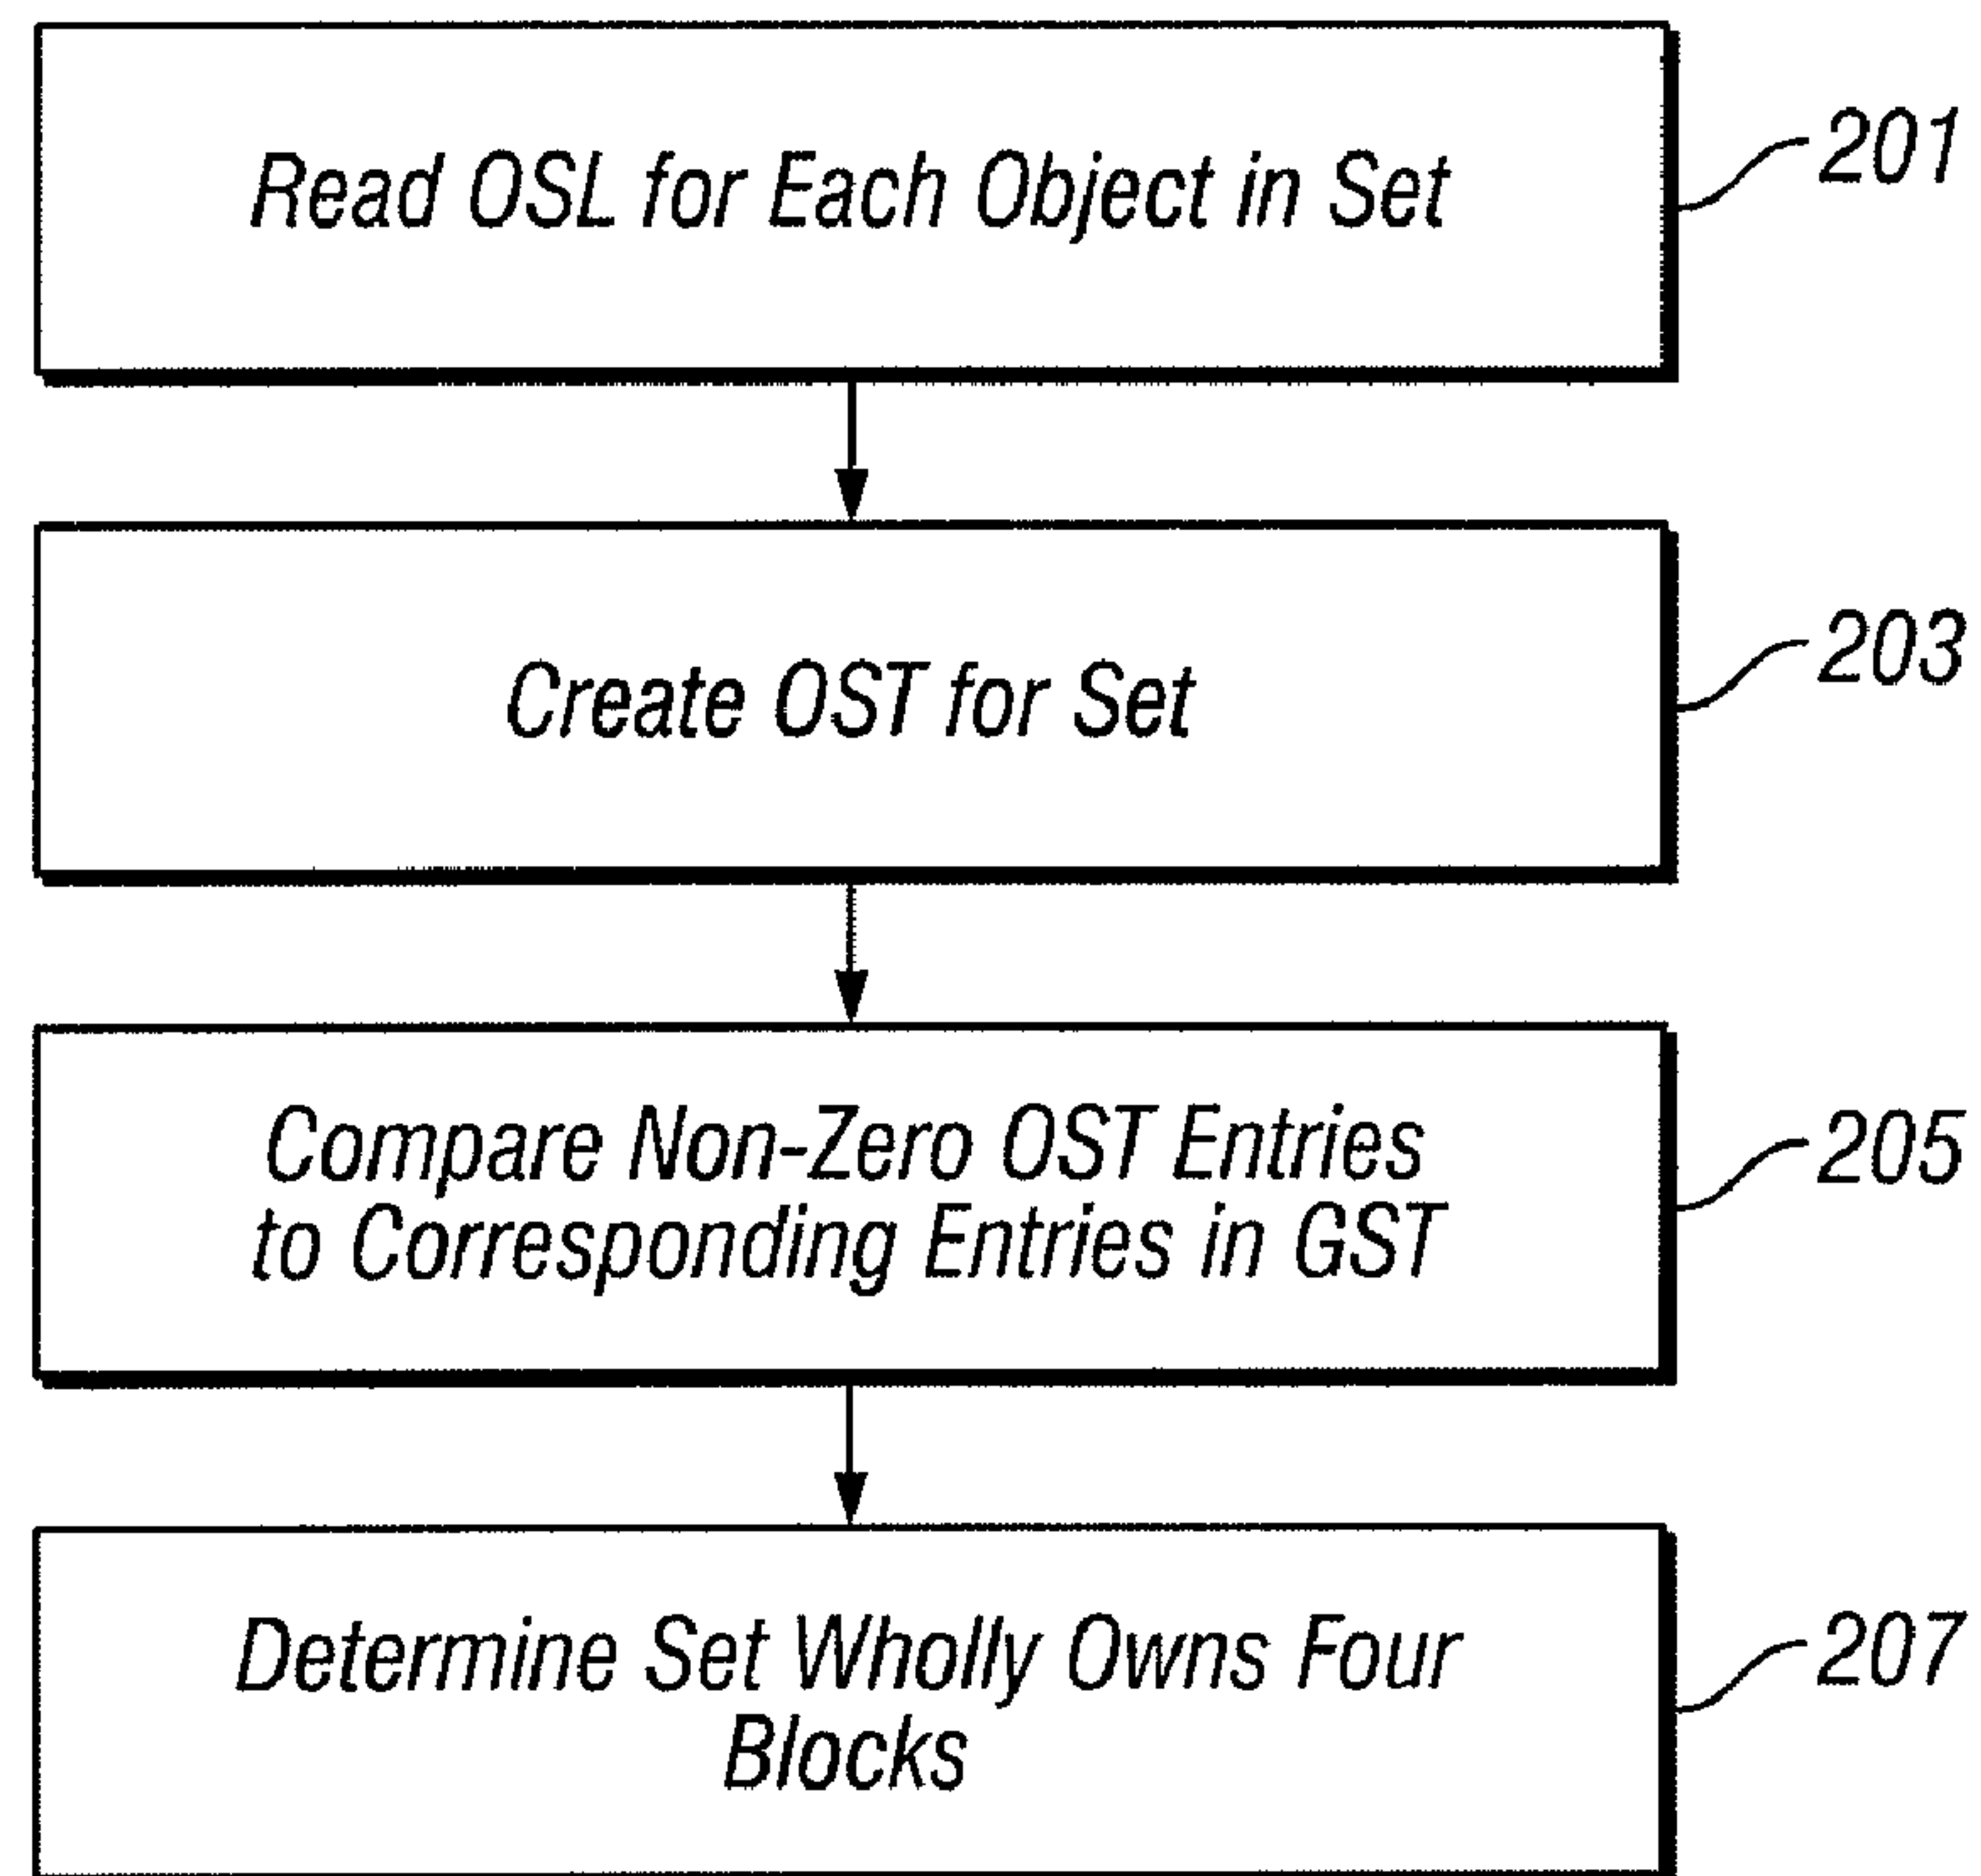 Read OSL for Each Object in Set
201
Create OST for Set
203
Compare Non-Zero OST Entries
to Corresponding Entries in GST
205
Determine Set Wholly Owns Four
Blocks
207